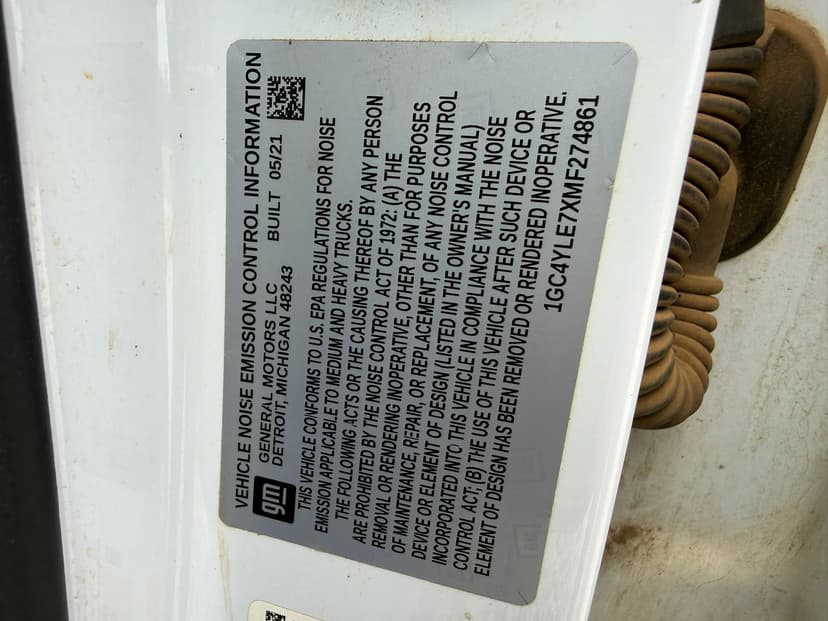 VEHICLE NOISE EMISSION CONTROL INFORMATION
gm
GENERAL MOTORS LLC
DETROIT, MICHIGAN 48243
BUILT 05/21
THIS VEHICLE CONFORMS TO U.S. EPA REGULATIONS FOR NOISE
EMISSION APPLICABLE TO MEDIUM AND HEAVY TRUCKS.
THE FOLLOWING ACTS OR THE CAUSING THEREOF BY ANY PERSON
ARE PROHIBITED BY THE NOISE CONTROL ACT OF 1972: (A) THE
REMOVAL OR RENDERING INOPERATIVE, OTHER THAN FOR PURPOSES
OF MAINTENANCE, REPAIR, OR REPLACEMENT, OF ANY NOISE CONTROL
DEVICE OR ELEMENT OF DESIGN (LISTED IN THE OWNER'S MANUAL)
INCORPORATED INTO THIS VEHICLE IN COMPLIANCE WITH THE NOISE
CONTROL ACT; (B) THE USE OF THIS VEHICLE AFTER SUCH DEVICE OR
ELEMENT OF DESIGN HAS BEEN REMOVED OR RENDERED INOPERATIVE.
1GC4YLE7XMF274861